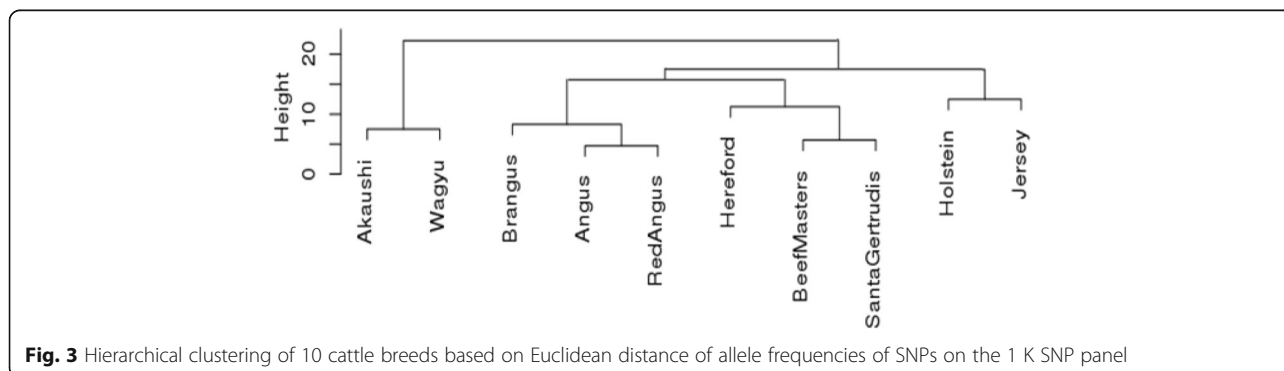 Height
20
10
0
Akaushi
Wagyu
Brangus
Angus
RedAngus
Hereford
BeefMasters
SantaGertrudis
Holstein
Jersey
Fig. 3 Hierarchical clustering of 10 cattle breeds based on Euclidean distance of allele frequencies of SNPs on the 1 K SNP panel